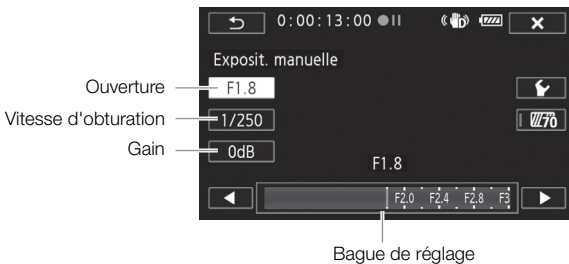 0:00:13:00
Exposit. manuelle
Ouverture
F1.8
Vitesse d'obturation
1/250
70
Gain
0dB
F1.8
F2.0 F2.4 F2.8 F3
Bague de réglage